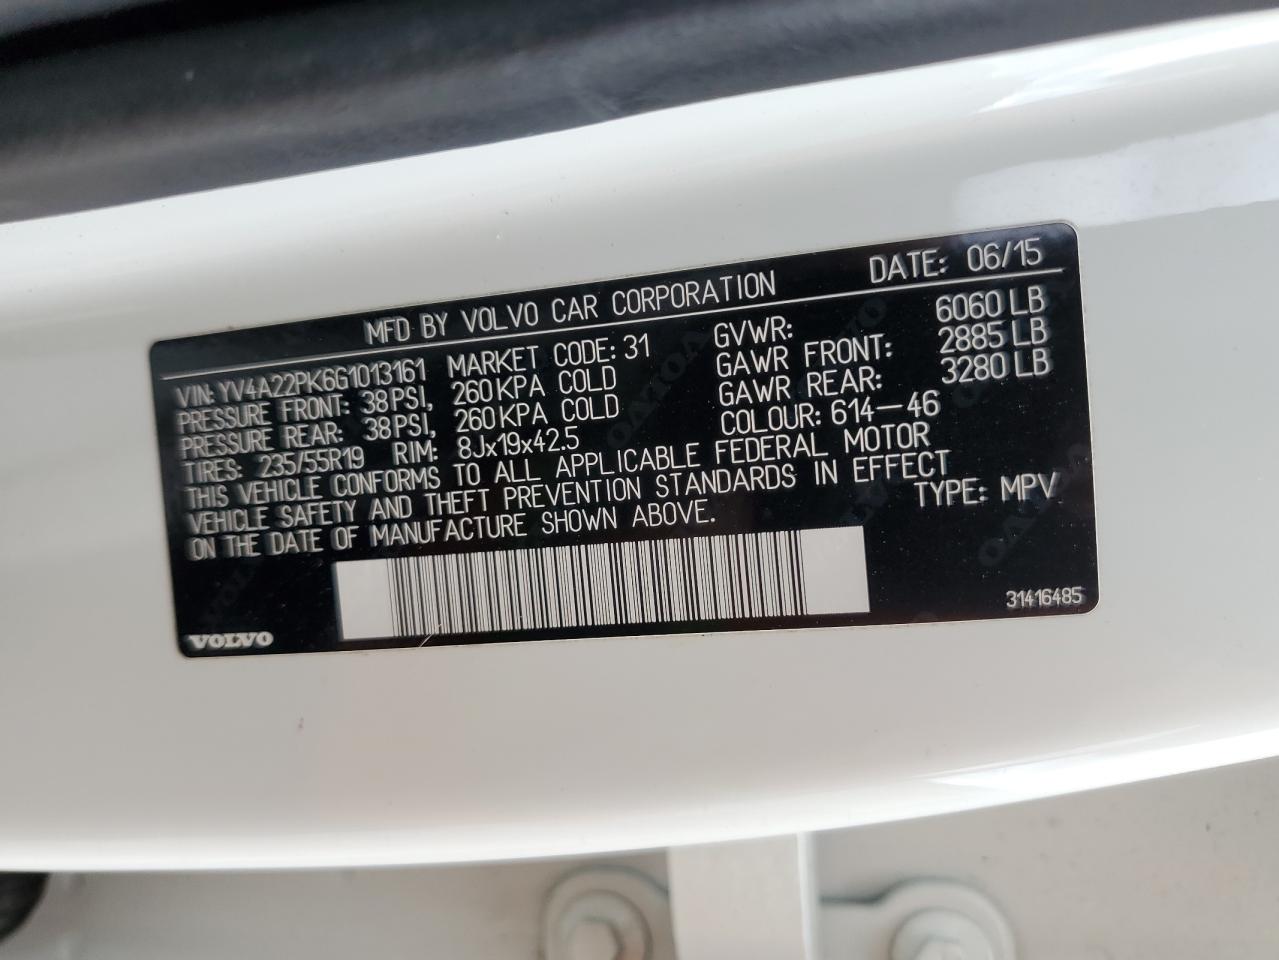 MFD BY VOLVO CAR CORPORATION DATE: 06/15
VIN: YV4A22PK6G1013161 MARKET CODE: 31 GVWR: 6060 LB
PRESSURE FRONT: 38 PSI, 260 KPA COLD GAWR FRONT: 2885 LB
PRESSURE REAR: 38 PSI, 260 KPA COLD GAWR REAR: 3280 LB
TIRES: 235/55R19 RIM: 8Jx19x42.5 COLOUR: 614-46
THIS VEHICLE CONFORMS TO ALL APPLICABLE FEDERAL MOTOR
VEHICLE SAFETY AND THEFT PREVENTION STANDARDS IN EFFECT
ON THE DATE OF MANUFACTURE SHOWN ABOVE. TYPE: MPV
VOLVO
31416485